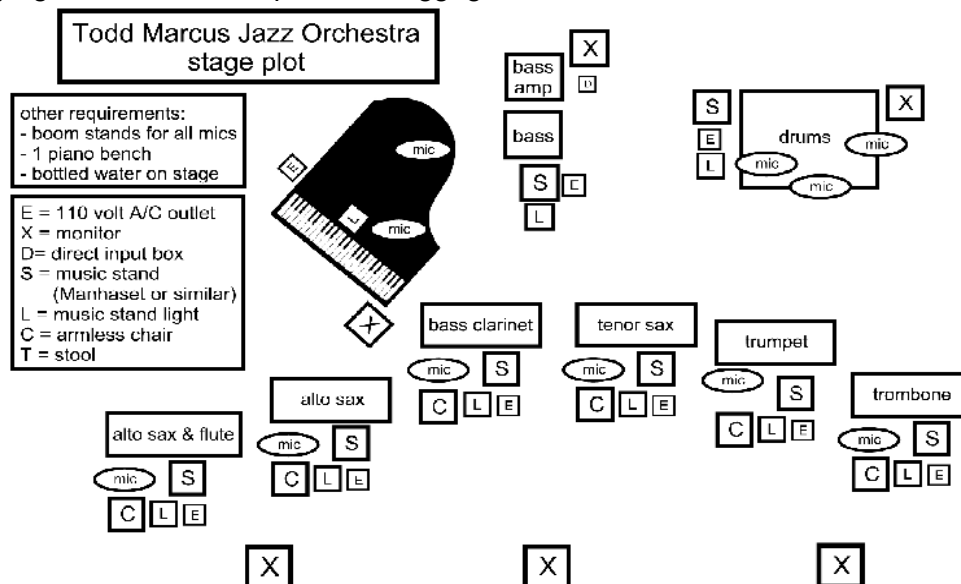 Todd Marcus Jazz Orchestra
stage plot
other requirements:
- boom stands for all mics
- 1 piano bench
- bottled water on stage
E = 110 volt A/C outlet
X = monitor
D= direct input box
S = music stand
(Manhaset or similar)
L = music stand light
C = armless chair
T = stool
mic
E
L
mic
X
X
bass
amp
D
bass
S E
L
S
E
L
drums
mic
mic
mic
X
alto sax & flute
mic S
C L E
alto sax
mic S
C L E
bass clarinet
mic S
C L E
tenor sax
mic S
C L E
trumpet
mic S
C L E
trombone
mic S
C L E
X X X